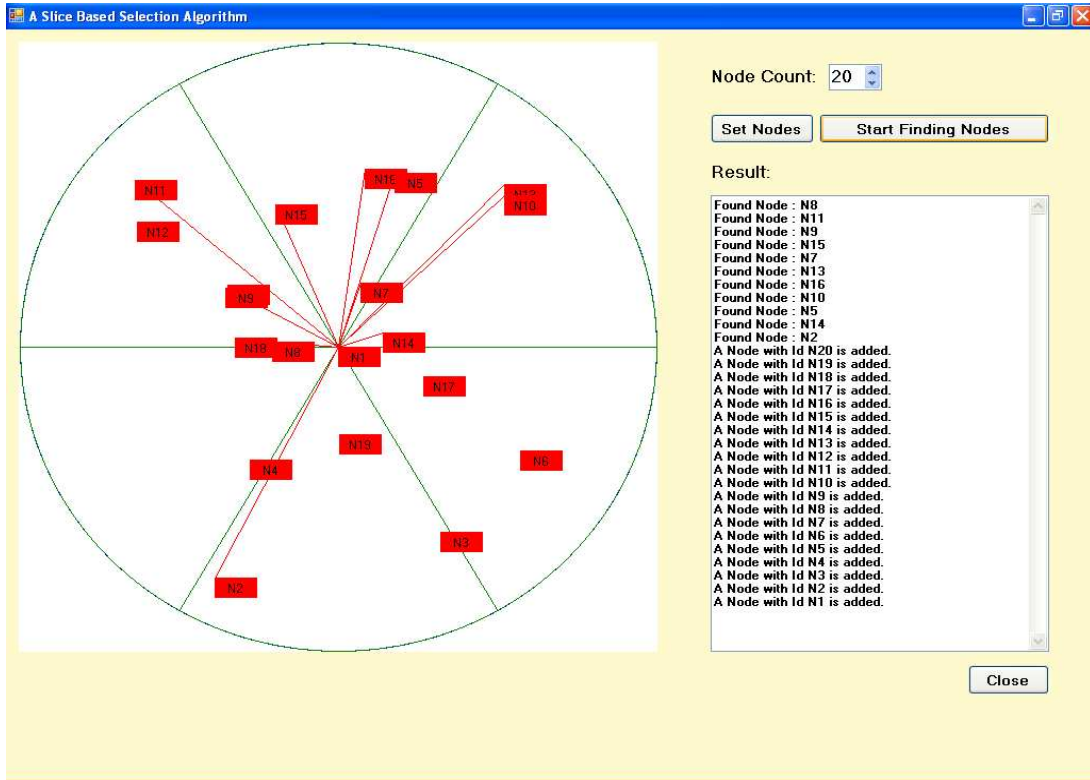 A Slice Based Selection Algorithm
Node Count: 20
Set Nodes Start Finding Nodes
Result:
Found Node : N8
Found Node : N11
Found Node : N9
Found Node : N15
Found Node : N7
Found Node : N13
Found Node : N16
Found Node : N10
Found Node : N5
Found Node : N14
Found Node : N2
A Node with Id N20 is added.
A Node with Id N19 is added.
A Node with Id N18 is added.
A Node with Id N17 is added.
A Node with Id N16 is added.
A Node with Id N15 is added.
A Node with Id N14 is added.
A Node with Id N13 is added.
A Node with Id N12 is added.
A Node with Id N11 is added.
A Node with Id N10 is added.
A Node with Id N9 is added.
A Node with Id N8 is added.
A Node with Id N7 is added.
A Node with Id N6 is added.
A Node with Id N5 is added.
A Node with Id N4 is added.
A Node with Id N3 is added.
A Node with Id N2 is added.
A Node with Id N1 is added.
Close
N16
N5
N11
N10
N15
N12
N7
N9
N14
N18
N8
N1
N17
N19
N6
N4
N3
N2